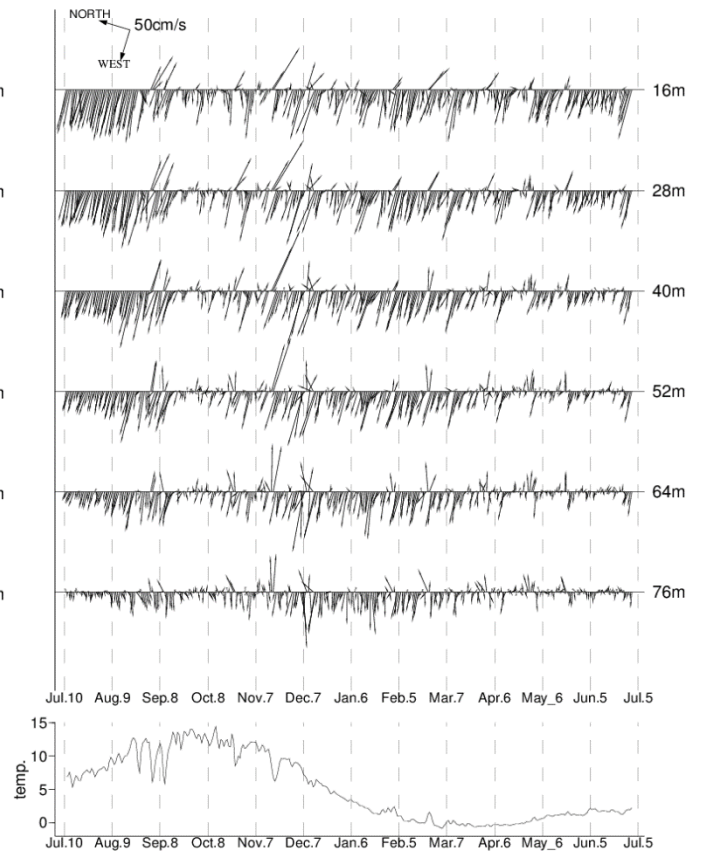 NORTH
50cm/s
WEST
m 16m
m 28m
m 40m
m 52m
m 64m
m 76m
Jul.10 Aug.9 Sep.8 Oct.8 Nov.7 Dec.7 Jan.6 Feb.5 Mar.7 Apr.6 May_6 Jun.5 Jul.5
15
10
5
0
temp.
Jul.10 Aug.9 Sep.8 Oct.8 Nov.7 Dec.7 Jan.6 Feb.5 Mar.7 Apr.6 May_6 Jun.5 Jul.5